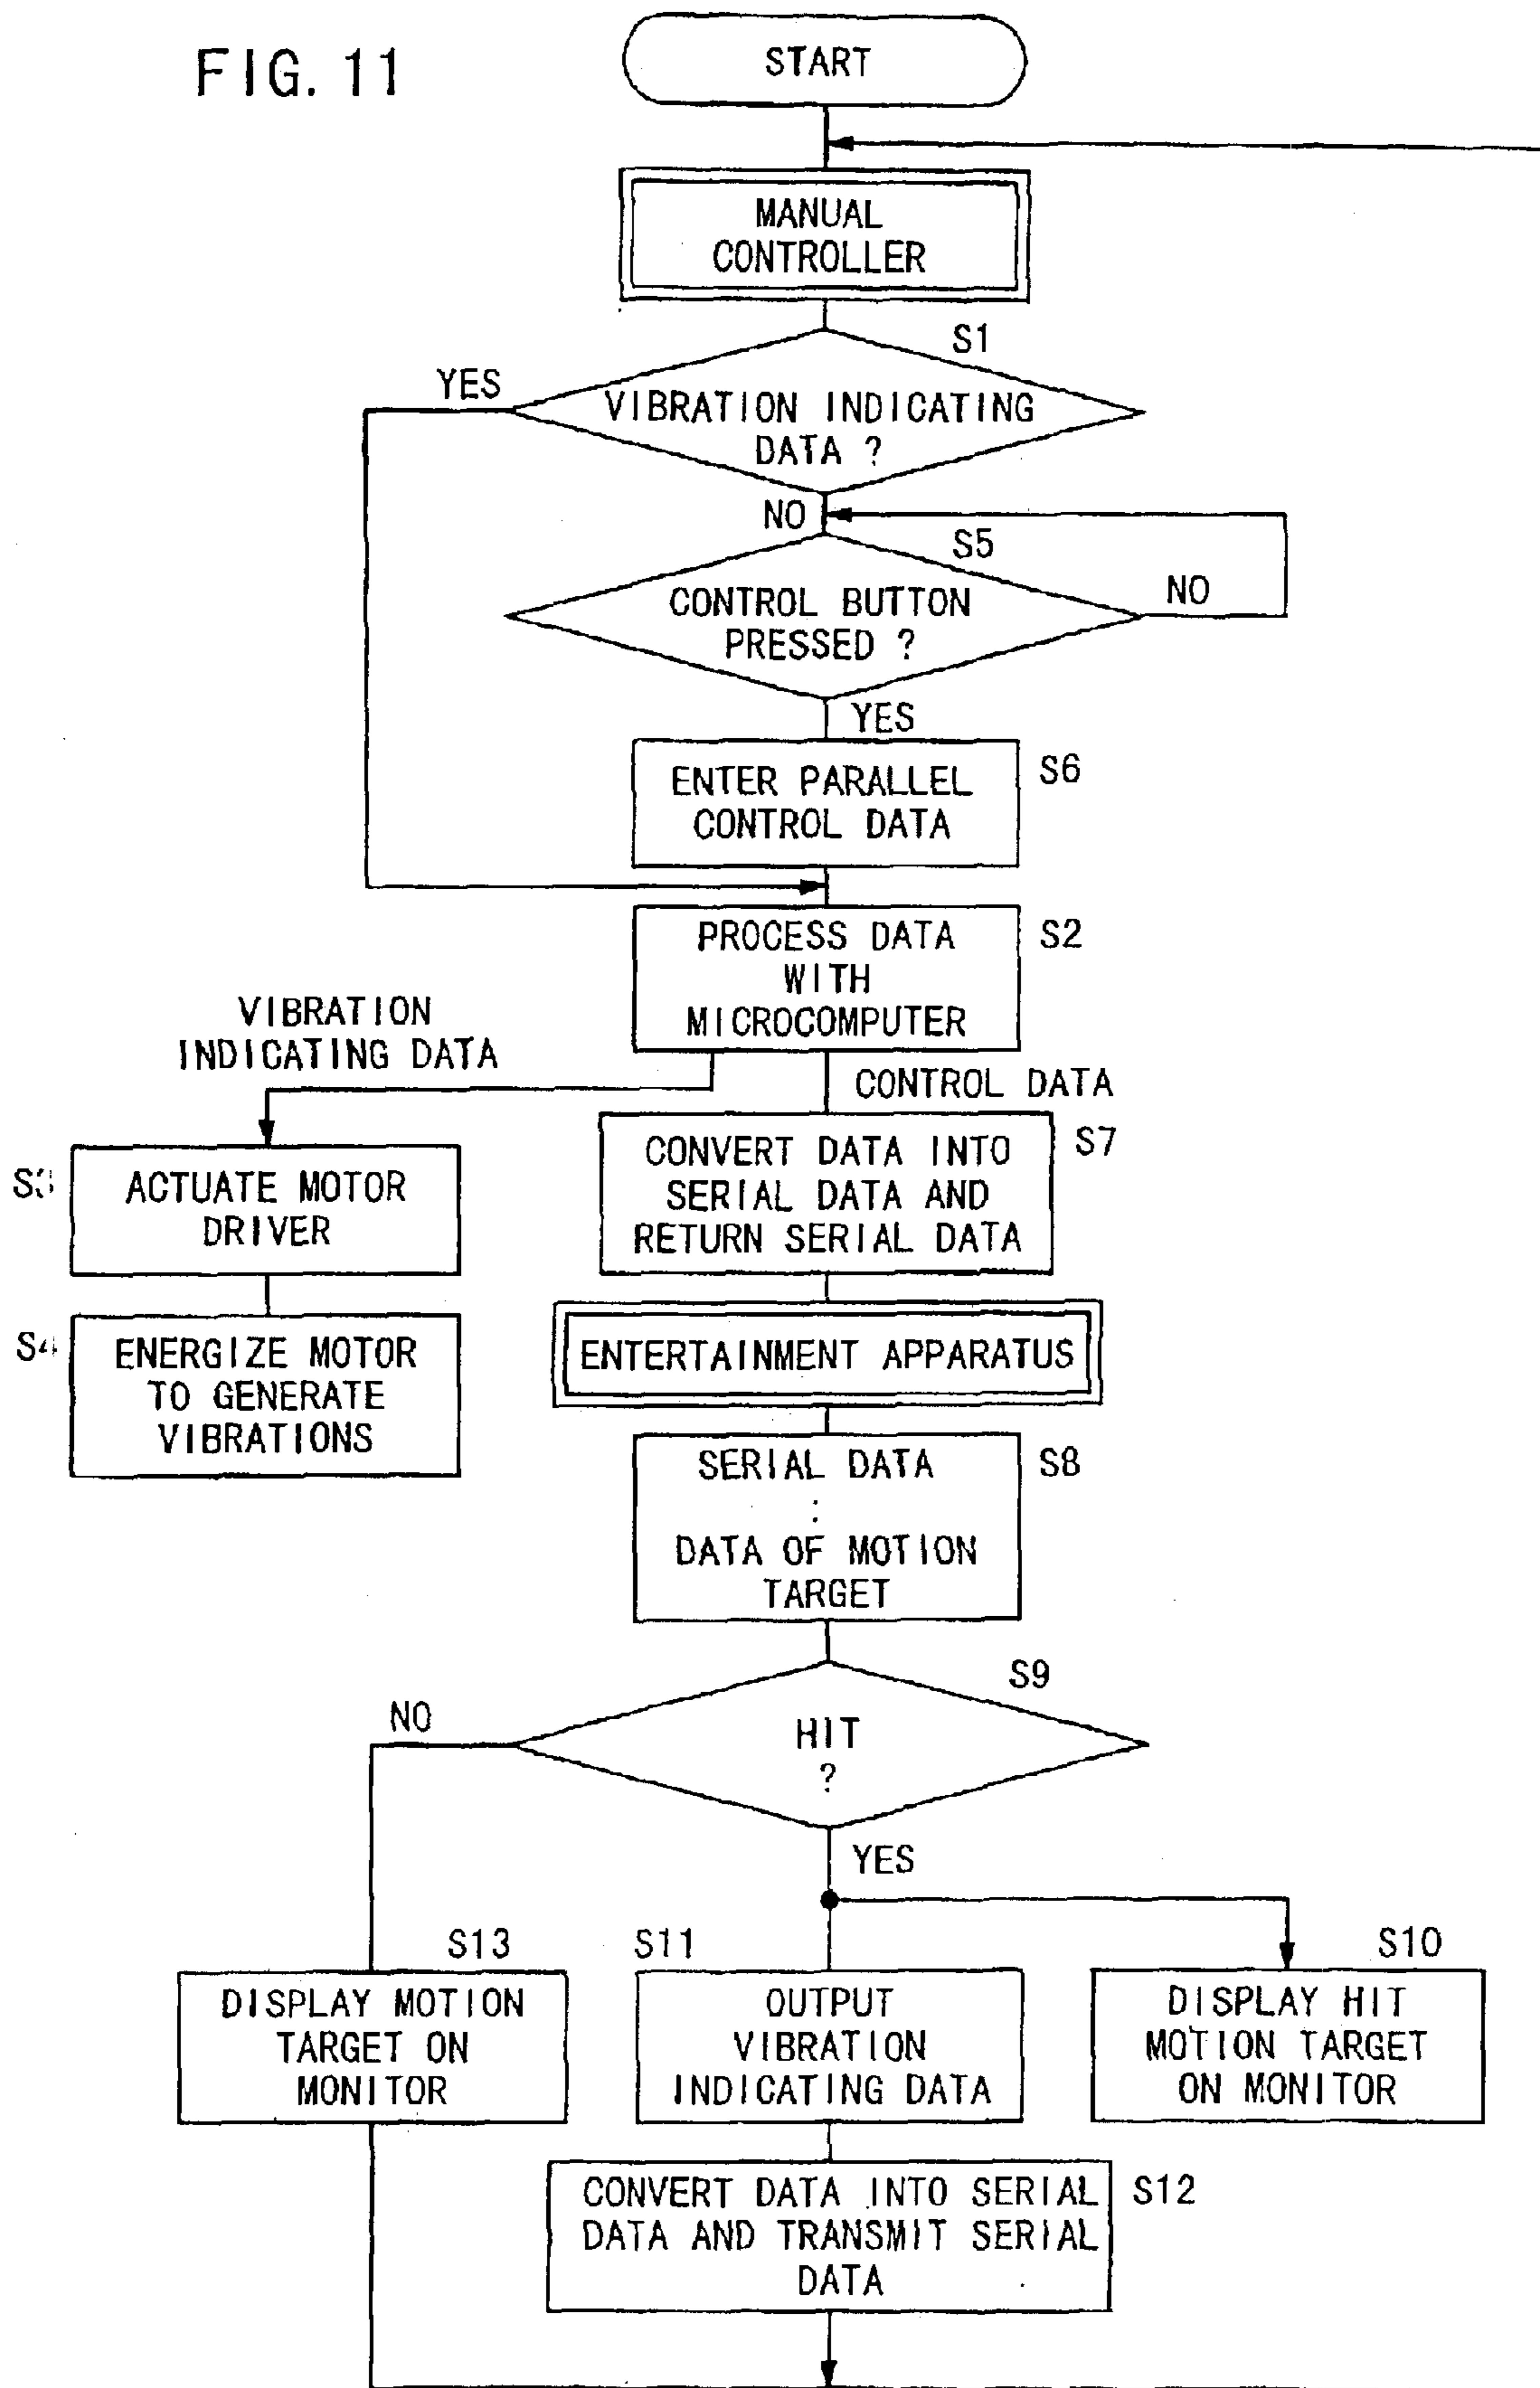 FIG. 11
START
MANUAL
CONTROLLER
S1
YES
VIBRATION INDICATING
DATA ?
NO
S5
CONTROL BUTTON
PRESSED ?
NO
YES
ENTER PARALLEL
CONTROL DATA
S6
PROCESS DATA
WITH
MICROCOMPUTER
S2
VIBRATION
INDICATING DATA
CONTROL DATA
S3
ACTUATE MOTOR
DRIVER
CONVERT DATA INTO
SERIAL DATA AND
RETURN SERIAL DATA
S7
S4
ENERGIZE MOTOR
TO GENERATE
VIBRATIONS
ENTERTAINMENT APPARATUS
SERIAL DATA
:
DATA OF MOTION
TARGET
S8
S9
NO
HIT
?
YES
S13
DISPLAY MOTION
TARGET ON
MONITOR
S11
OUTPUT
VIBRATION
INDICATING DATA
S10
DISPLAY HIT
MOTION TARGET
ON MONITOR
CONVERT DATA INTO SERIAL
DATA AND TRANSMIT SERIAL
DATA
S12